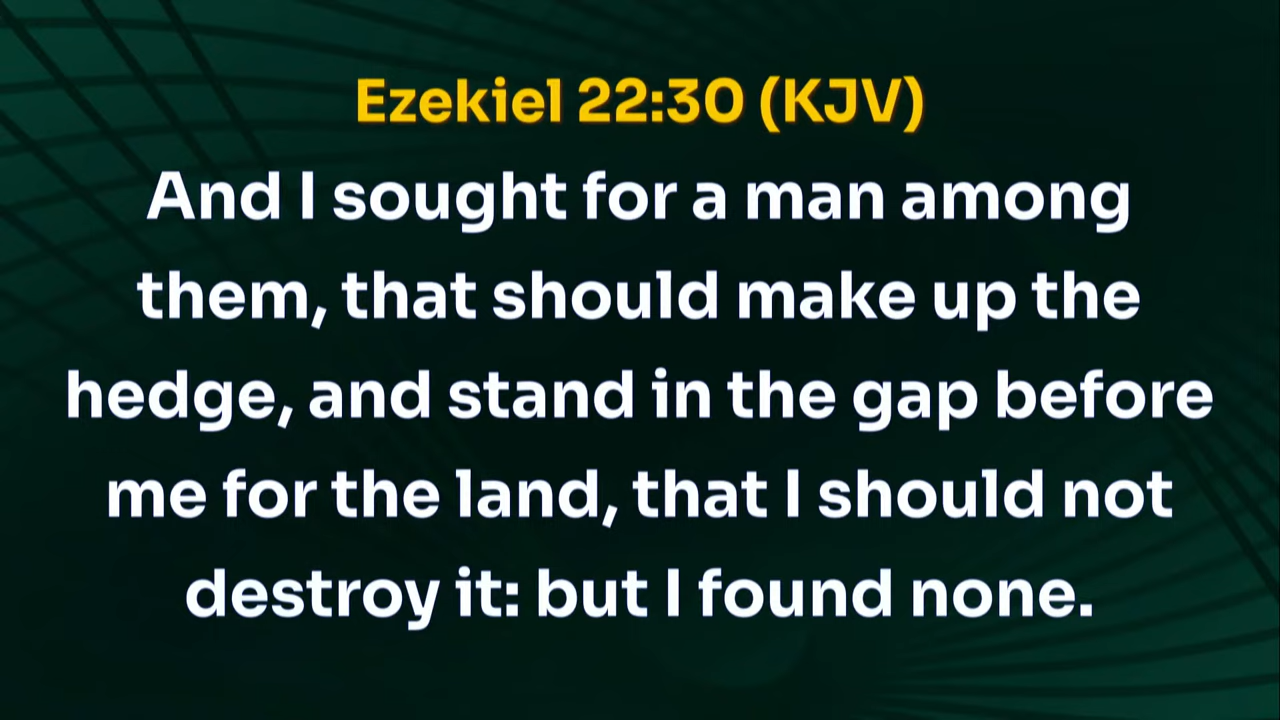 Ezekiel 22:30 (KJV)
And I sought for a man among
them, that should make up the
hedge, and stand in the gap before
me for the land, that I should not
destroy it: but I found none.